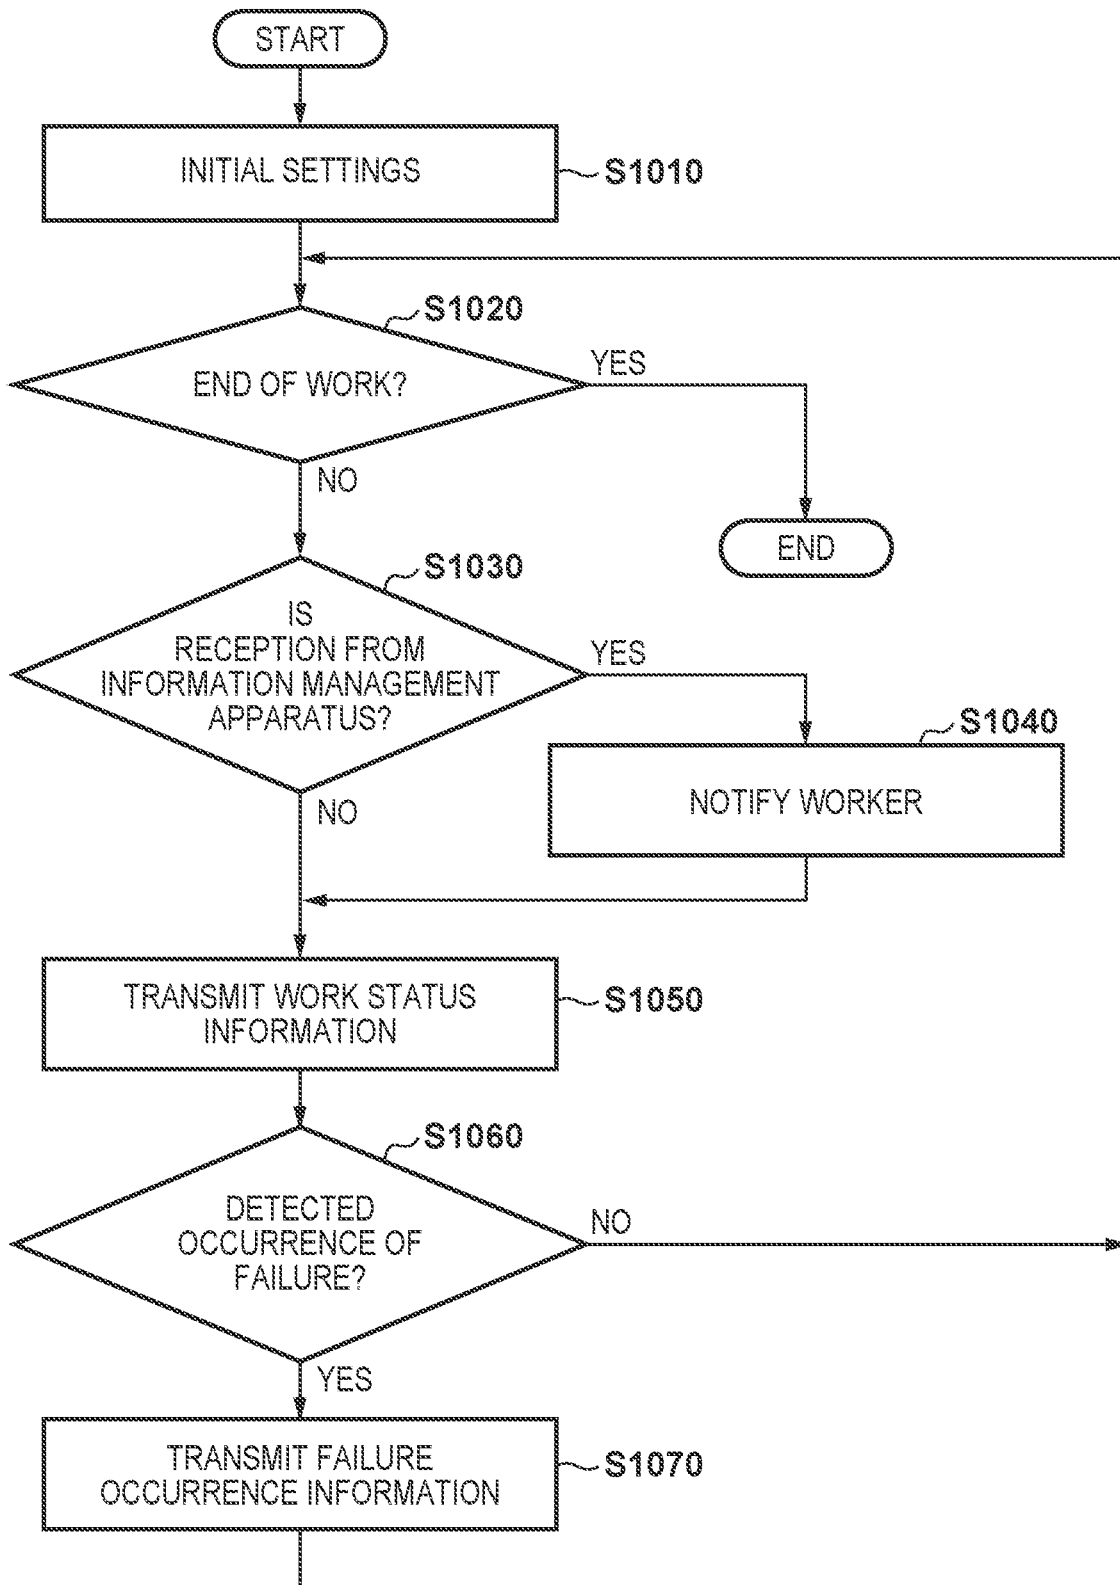 START
INITIAL SETTINGS
S1010
S1020
END OF WORK?
YES
NO
END
S1030
IS
RECEPTION FROM
INFORMATION MANAGEMENT
APPARATUS?
YES
NO
S1040
NOTIFY WORKER
TRANSMIT WORK STATUS
INFORMATION
S1050
S1060
DETECTED
OCCURRENCE OF
FAILURE?
NO
YES
TRANSMIT FAILURE
OCCURRENCE INFORMATION
S1070